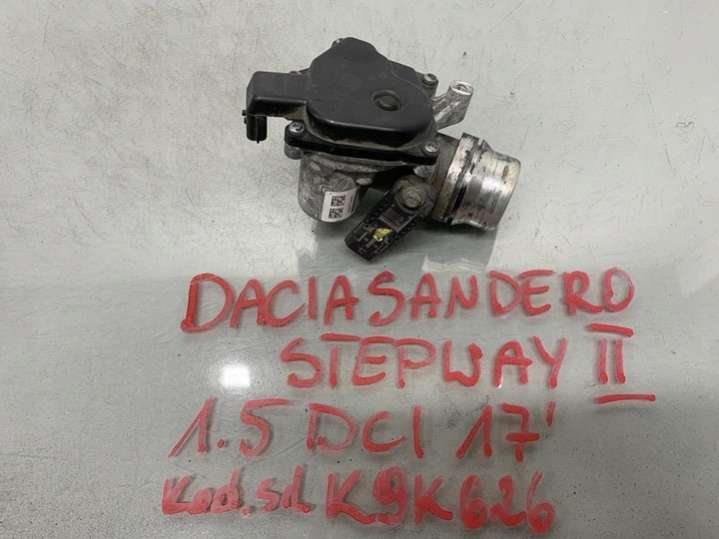 DACIA SANDERO
STEPWAY II
1.5 DCI 17'
Kod.sil K9K626